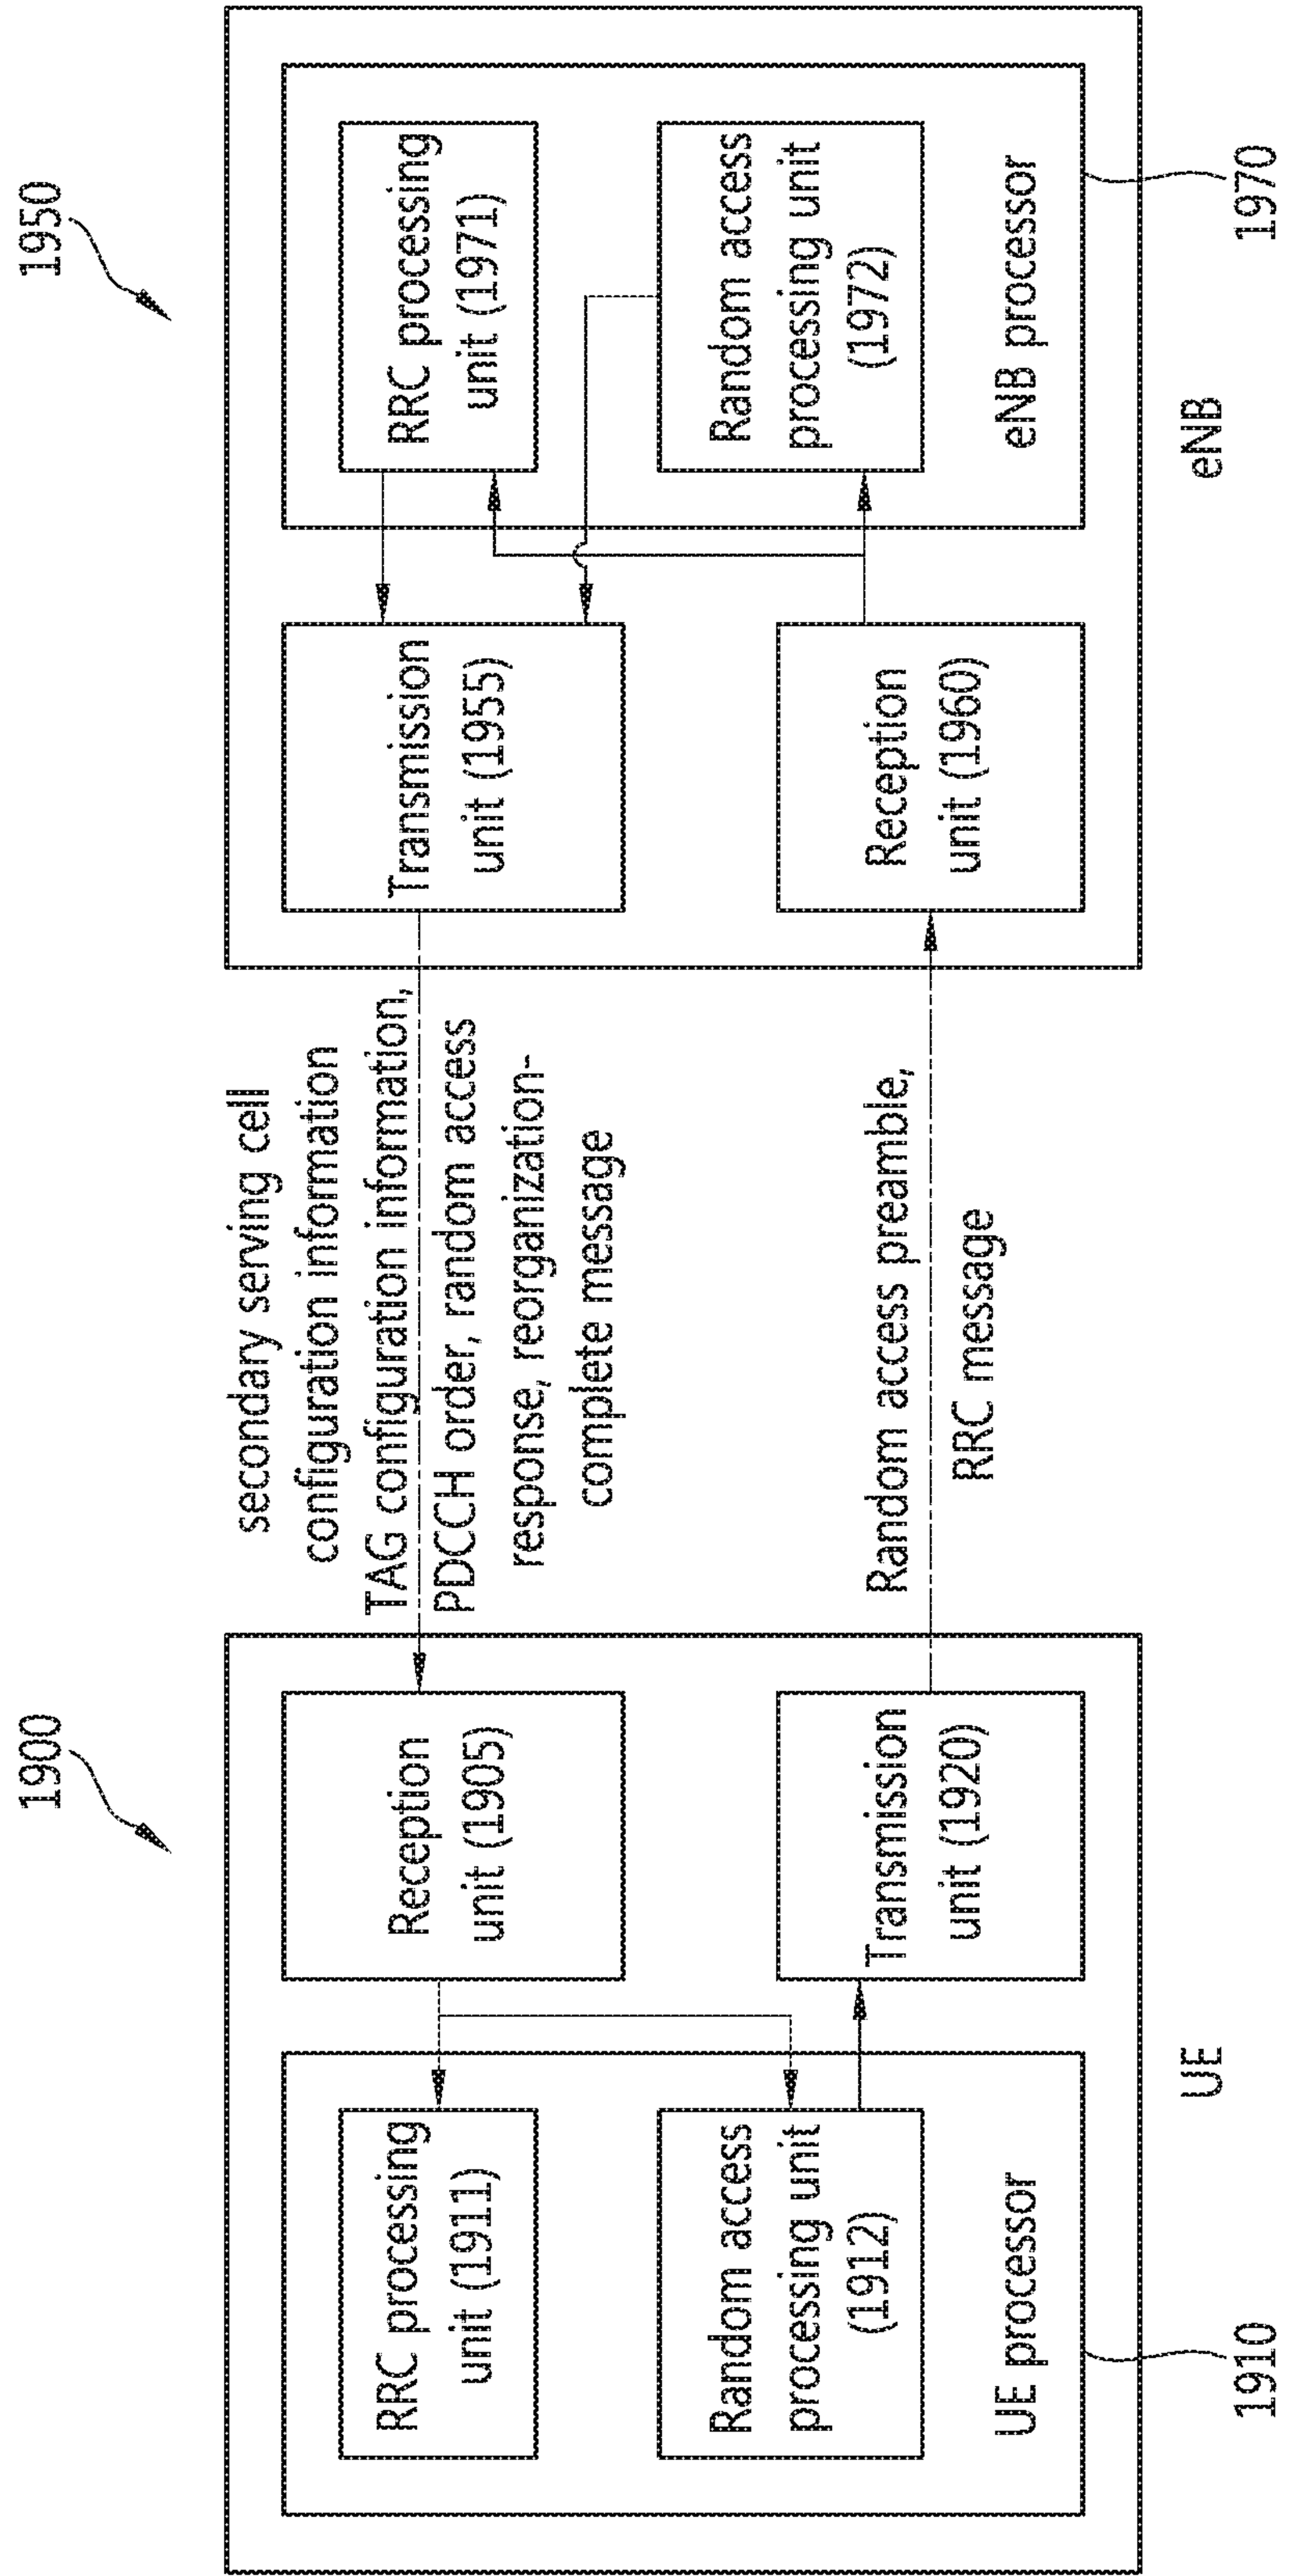 1900
1950
RRC processing
unit (1911)
Random access
processing unit
(1912)
UE processor
1910
Reception
unit (1905)
Transmission
unit (1920)
UE
secondary serving cell
configuration information
TAG configuration information,
PDCCH order, random access
response, reorganization-
complete message
Random access preamble,
RRC message
Transmission
unit (1955)
Reception
unit (1960)
RRC processing
unit (1971)
Random access
processing unit
(1972)
eNB processor
1970
eNB